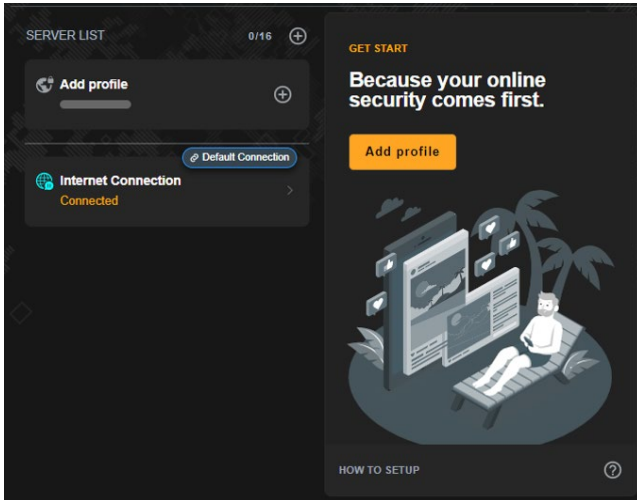 SERVER LIST
0/16
Add profile
Default Connection
Internet Connection
Connected
GET START
Because your online
security comes first.
Add profile
HOW TO SETUP